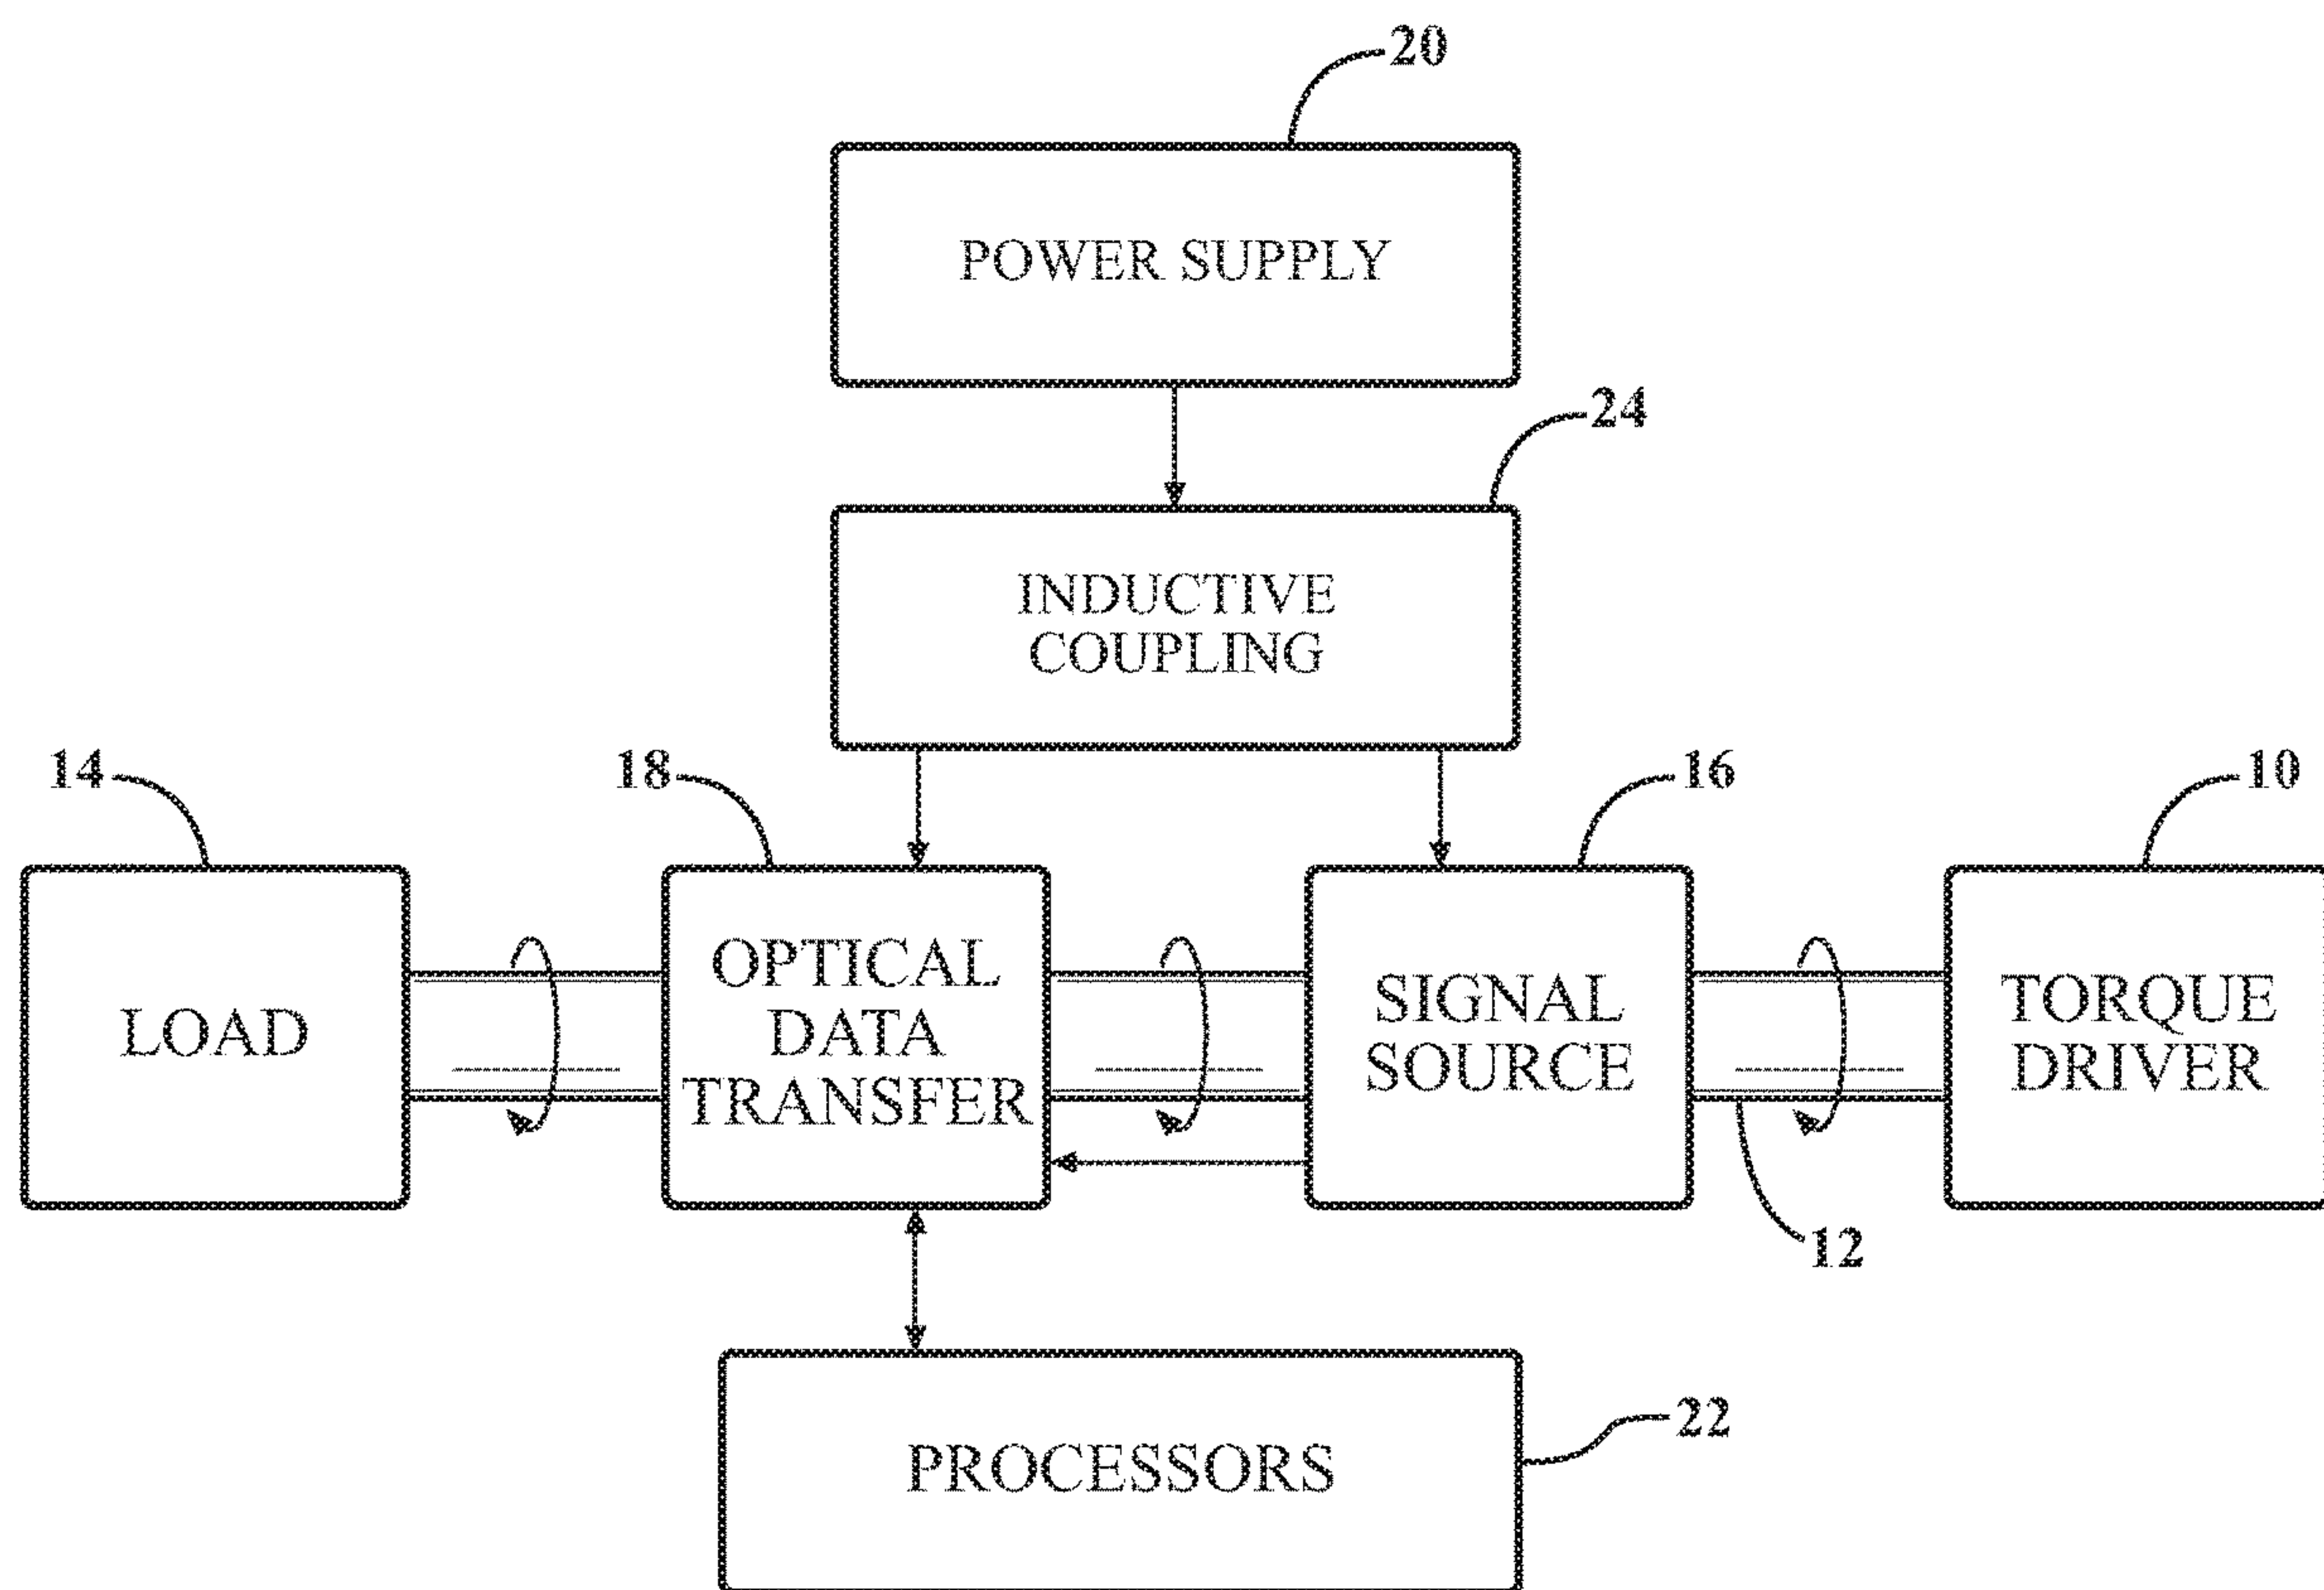 20
POWER SUPPLY
24
INDUCTIVE
COUPLING
14
18
16
10
LOAD
OPTICAL
DATA
TRANSFER
SIGNAL
SOURCE
TORQUE
DRIVER
12
PROCESSORS
22